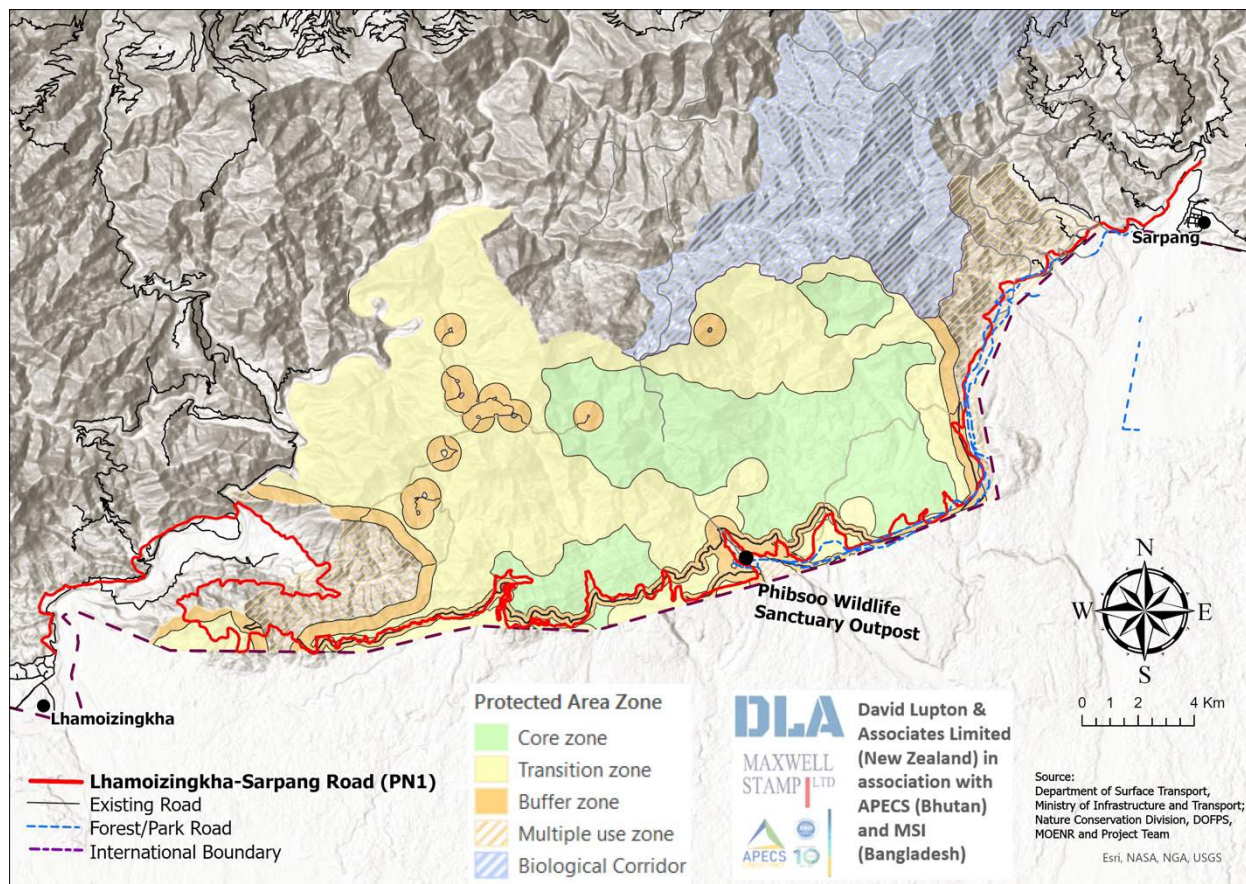 Sarpang
Phibsoo Wildlife
Sanctuary Outpost
N
W
E
S
0 2 4 Km
Lhamoizingkha
Lhamoizingkha-Sarpang Road (PN1)
Existing Road
Forest/Park Road
International Boundary
Protected Area Zone
Core zone
Transition zone
Buffer zone
Multiple use zone
Biological Corridor
DLA
MAXWELL
STAMP LTD
APECS
10
David Lupton &
Associates Limited
(New Zealand) in
association with
APECS (Bhutan)
and MSI
(Bangladesh)
Source:
Department of Surface Transport,
Ministry of Infrastructure and Transport;
Nature Conservation Division, DOFPS,
MOENR and Project Team
Esri, NASA, NGA, USGS